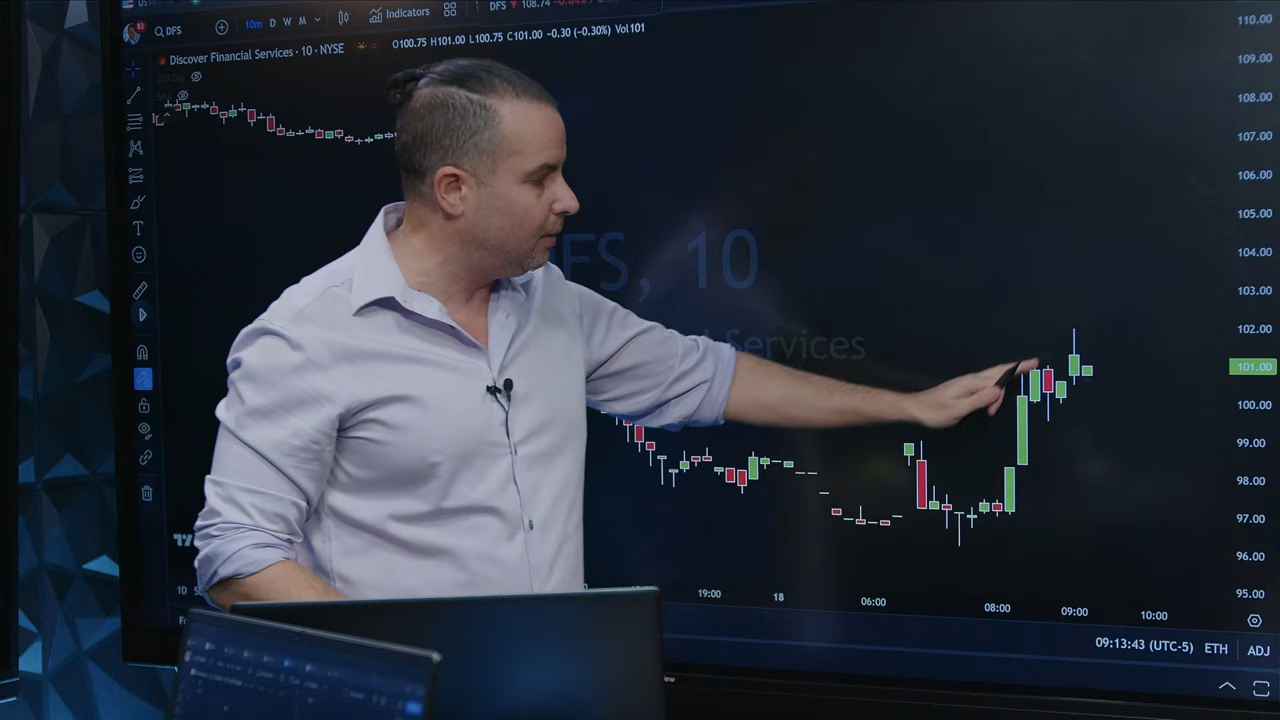 DFS 10m D W M Indicators DFS ▼ 108.74
Discover Financial Services · 10 · NYSE O100.75 H101.00 L100.75 C101.00 −0.30 (−0.30%) Vol101
200 Day
110.00
109.00
108.00
107.00
106.00
105.00
104.00
103.00
102.00
101.00
100.00
99.00
98.00
97.00
96.00
95.00
FS, 10
Services
T
1D
19:00 18 06:00 08:00 09:00 10:00
09:13:43 (UTC-5) ETH ADJ